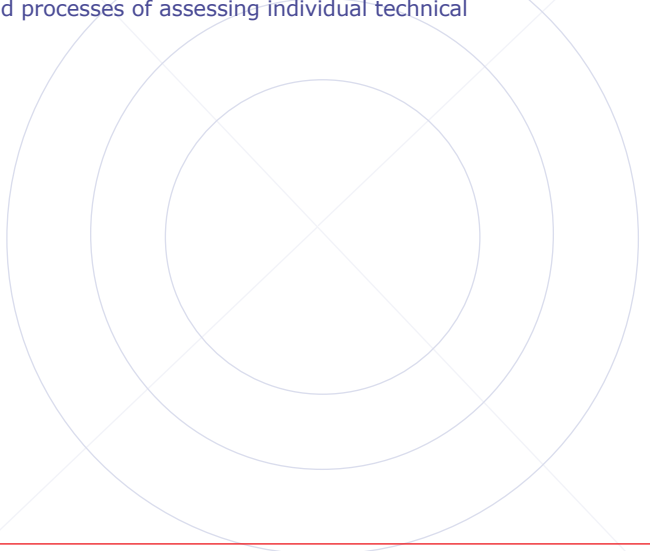 d processes of assessing individual technical